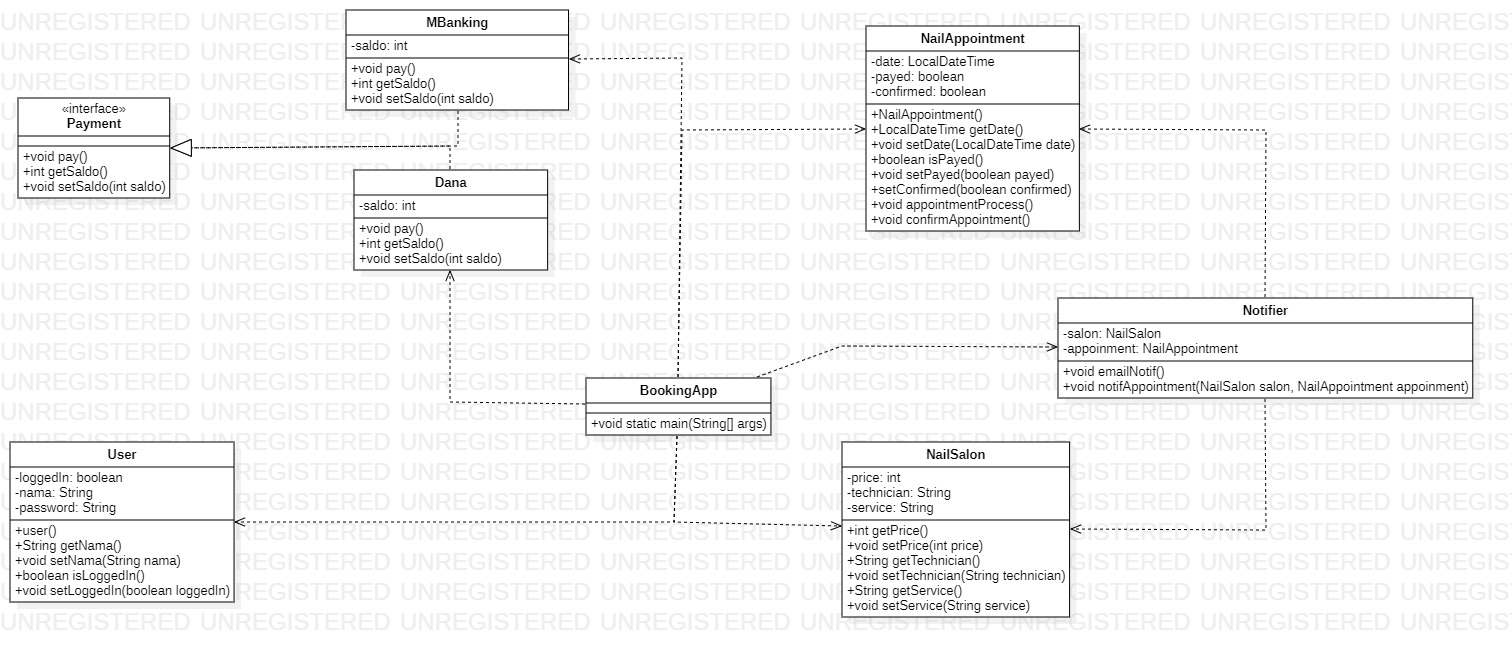 MBanking
-saldo: int
+void pay()
+int getSaldo()
+void setSaldo(int saldo)
NailAppointment
-date: LocalDateTime
-payed: boolean
-confirmed: boolean
+NailAppointment()
+LocalDateTime getDate()
+void setDate(LocalDateTime date)
+boolean isPayed()
+void setPayed(boolean payed)
+setConfirmed(boolean confirmed)
+void appointmentProcess()
+void confirmAppointment()
«interface»
Payment
+void pay()
+int getSaldo()
+void setSaldo(int saldo)
Dana
-saldo: int
+void pay()
+int getSaldo()
+void setSaldo(int saldo)
Notifier
-salon: NailSalon
-appoinment: NailAppointment
+void emailNotif()
+void notifAppointment(NailSalon salon, NailAppointment appoinment)
BookingApp
+void static main(String[] args)
User
-loggedIn: boolean
-nama: String
-password: String
+user()
+String getNama()
+void setNama(String nama)
+boolean isLoggedIn()
+void setLoggedIn(boolean loggedIn)
NailSalon
-price: int
-technician: String
-service: String
+int getPrice()
+void setPrice(int price)
+String getTechnician()
+void setTechnician(String technician)
+String getService()
+void setService(String service)
UNREGISTERED